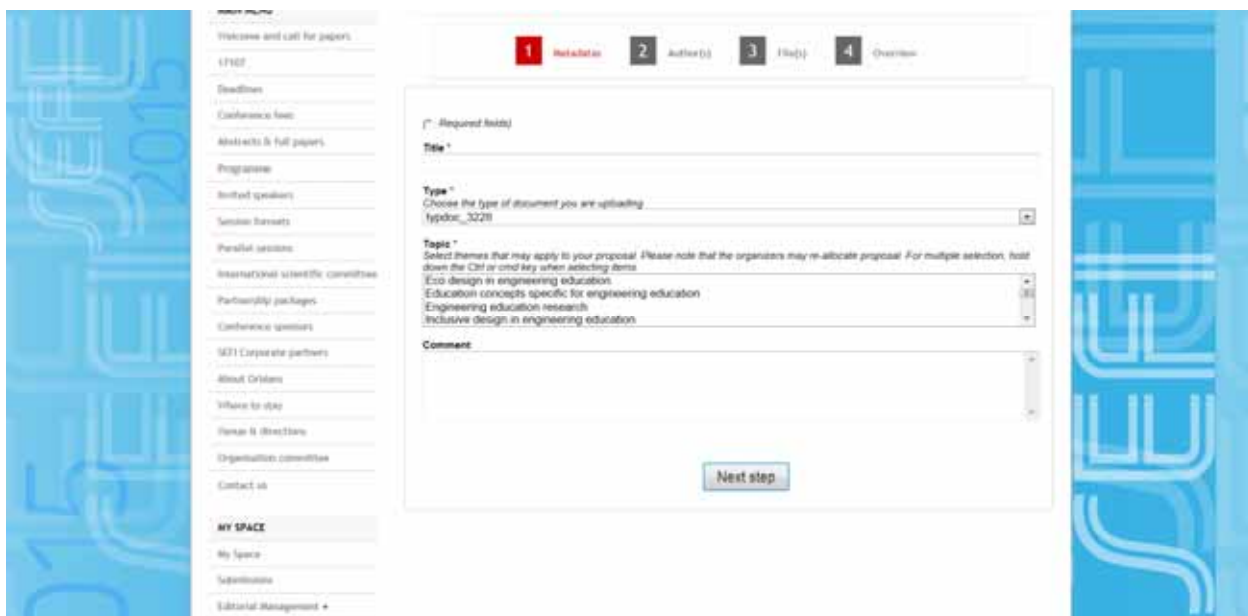 MAIN MENU
Welcome and call for papers
Deadlines
Conference fees
Abstracts & full papers
Programme
Invited speakers
Session formats
Parallel sessions
International scientific committee
Partnership packages
Conference sponsors
SEFI Corporate partners
About Orléans
Where to stay
Venue & directions
Organisation committee
Contact us
MY SPACE
My Space
Submissions
Editorial Management +
1 Metadatas 2 Author(s) 3 File(s) 4 Overview
(* : Required fields)
Title *
Type *
Choose the type of document you are uploading
typdoc_3228
Topic *
Select themes that may apply to your proposal. Please note that the organizers may re-allocate proposal. For multiple selection, hold
down the Ctrl or cmd key when selecting items
Eco design in engineering education
Education concepts specific for engineering education
Engineering education research
Inclusive design in engineering education
Comment
Next step
2015